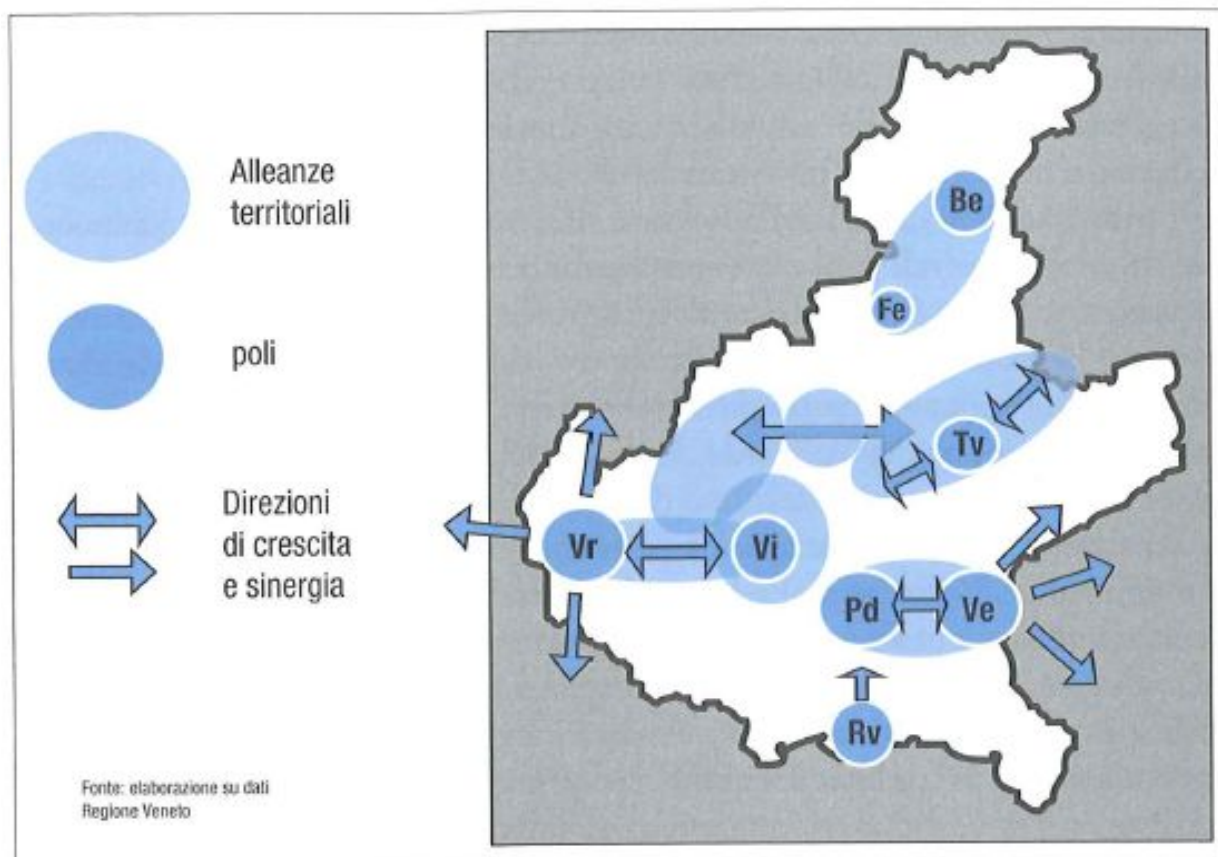 Alleanze
territoriali
poli
Direzioni
di crescita
e sinergia
Fonte: elaborazione su dati
Regione Veneto
Be
Fe
Tv
Vr
Vi
Pd
Ve
Rv